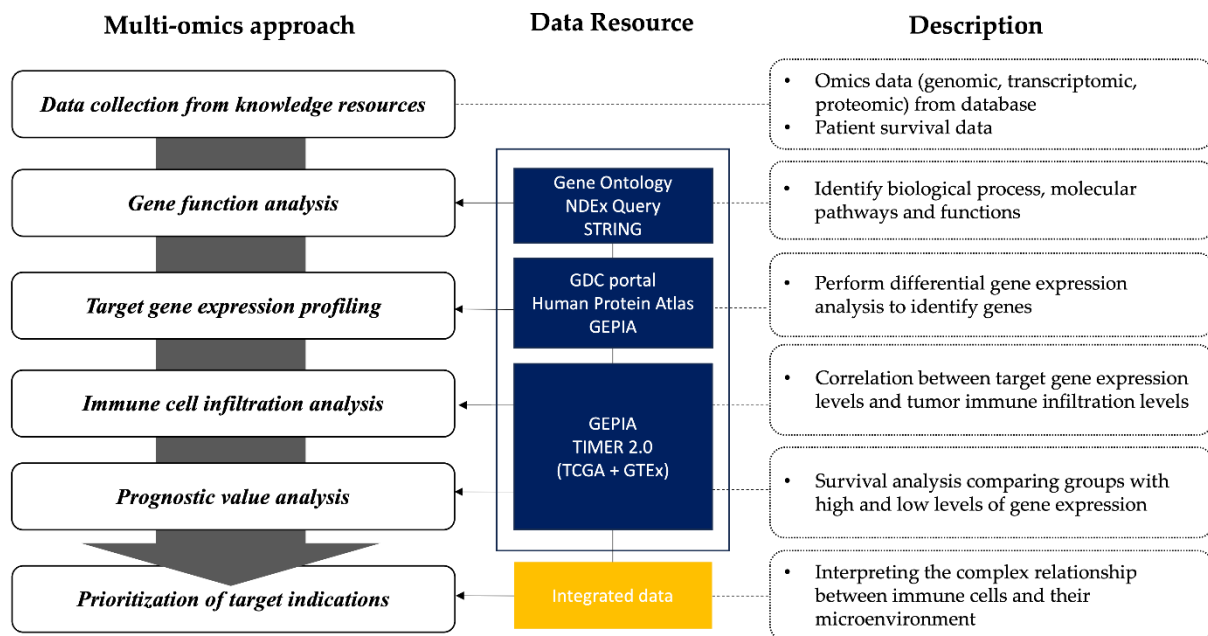 Multi-omics approach
Data Resource
Description
Data collection from knowledge resources
• Omics data (genomic, transcriptomic,
proteomic) from database
• Patient survival data
Gene function analysis
Gene Ontology
NDEx Query
STRING
• Identify biological process, molecular
pathways and functions
Target gene expression profiling
GDC portal
Human Protein Atlas
GEPIA
• Perform differential gene expression
analysis to identify genes
Immune cell infiltration analysis
GEPIA
TIMER 2.0
(TCGA + GTEx)
• Correlation between target gene expression
levels and tumor immune infiltration levels
Prognostic value analysis
• Survival analysis comparing groups with
high and low levels of gene expression
Prioritization of target indications
Integrated data
• Interpreting the complex relationship
between immune cells and their
microenvironment